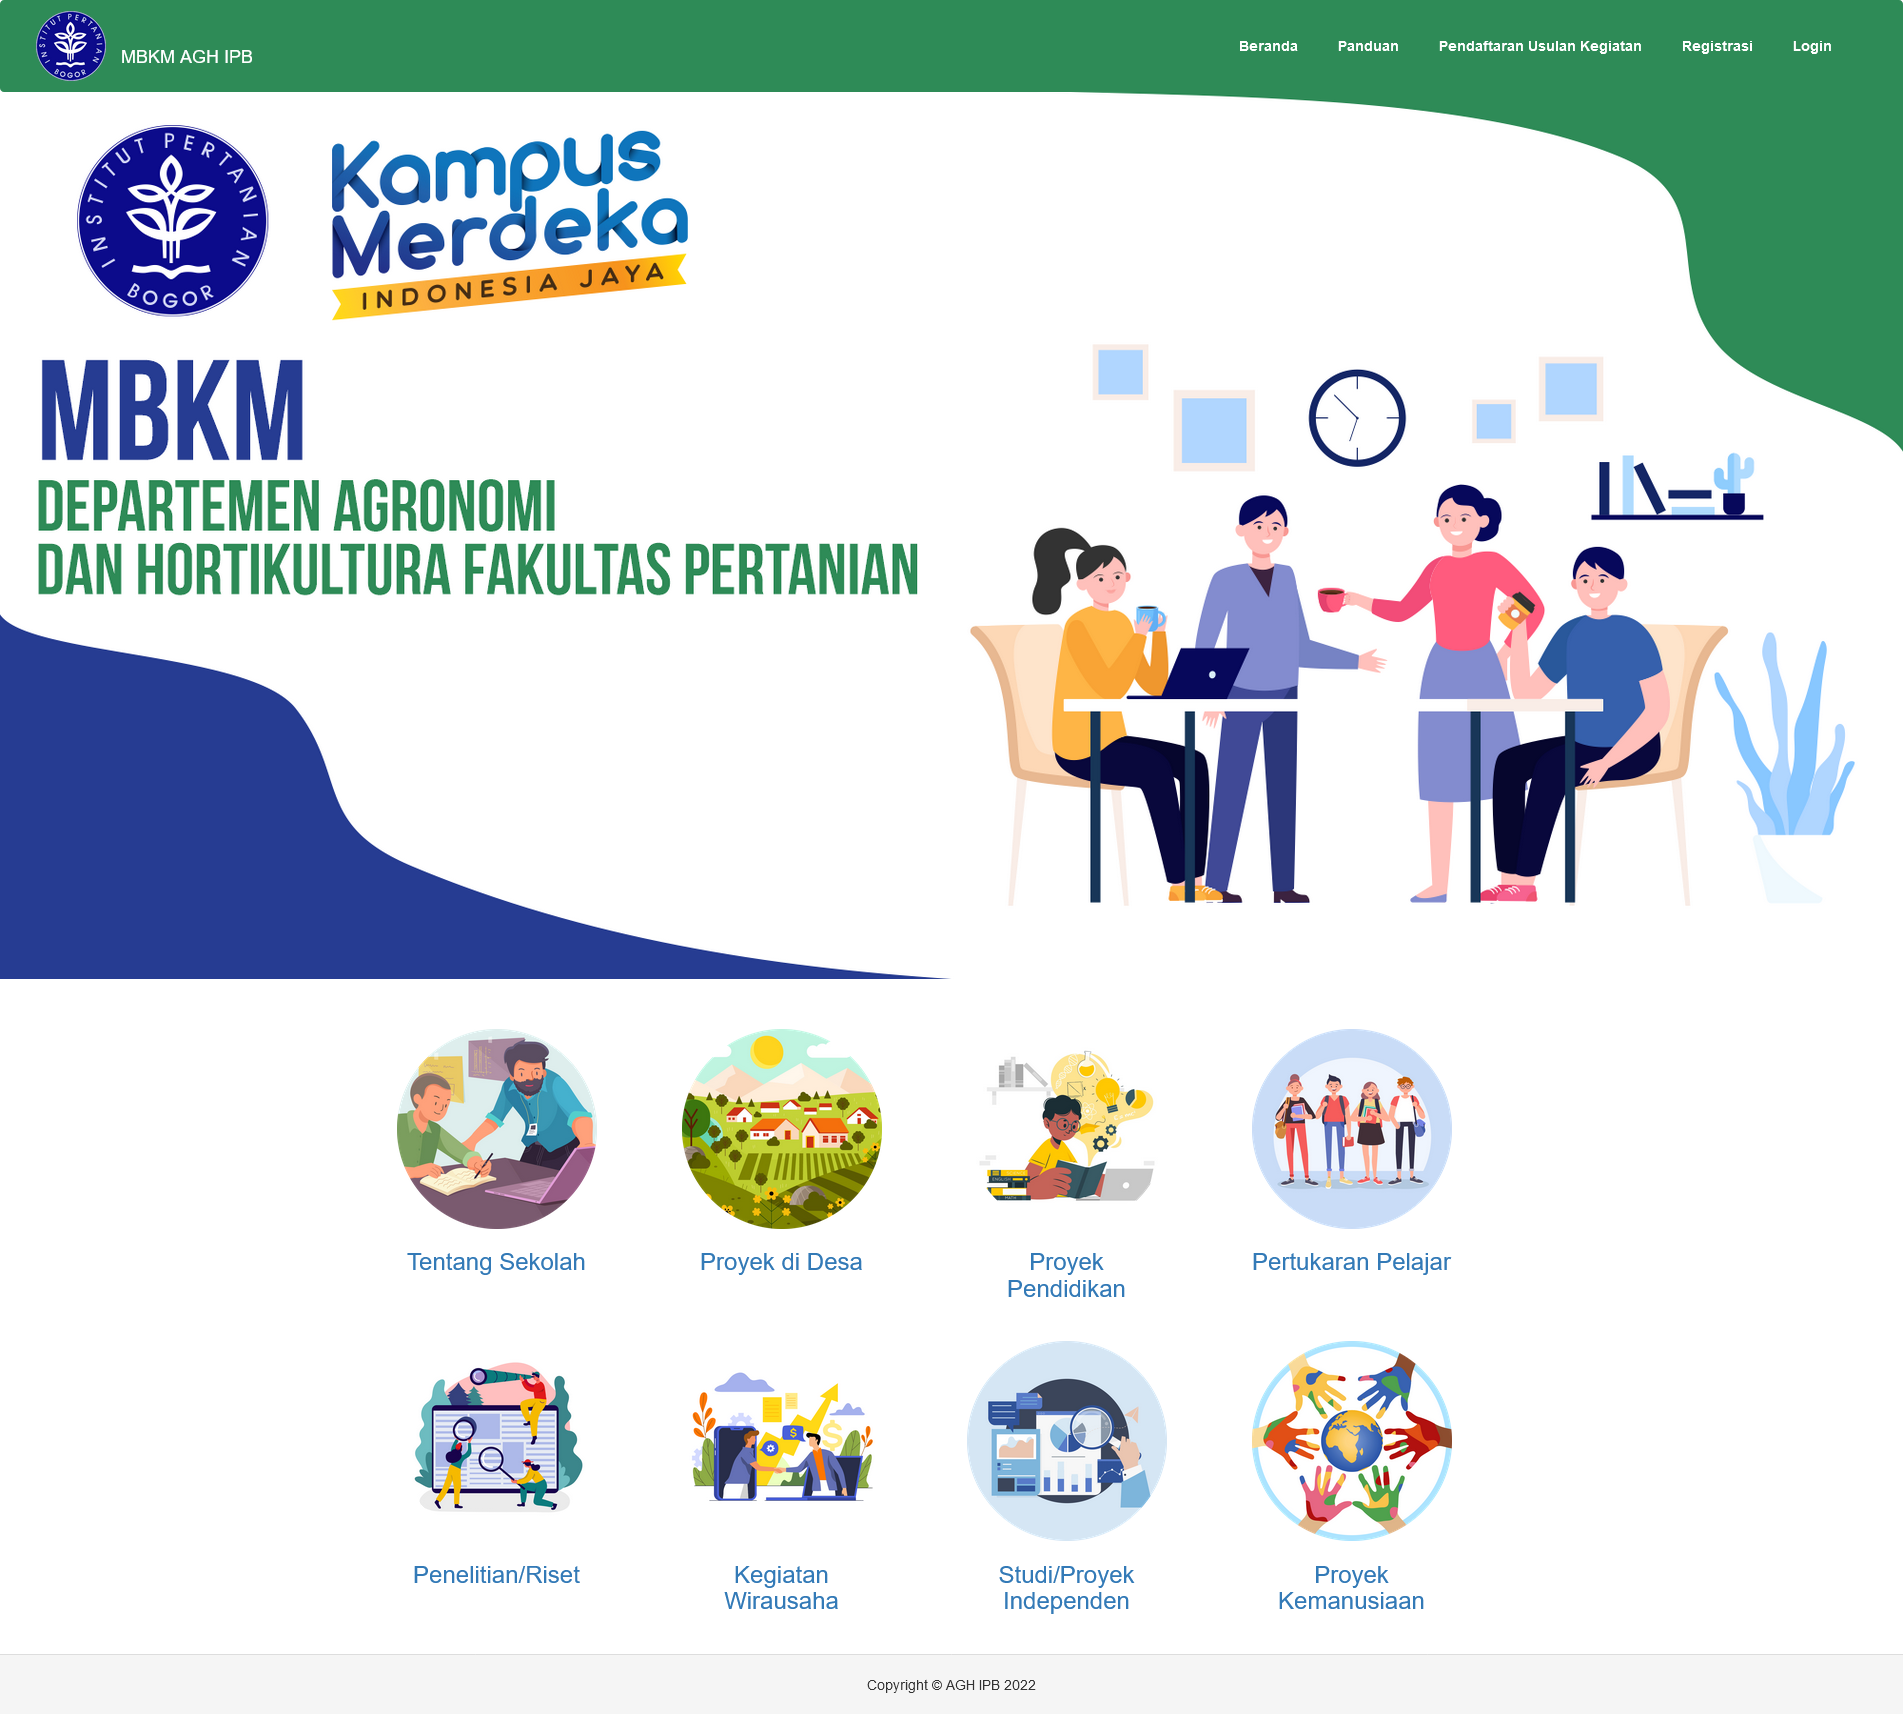 INSTITUT PERTANIAN
BOGOR
MBKM AGH IPB
Beranda
Panduan
Pendaftaran Usulan Kegiatan
Registrasi
Login
INSTITUT PERTANIAN
BOGOR
Kampus
Merdeka
INDONESIA JAYA
MBKM
DEPARTEMEN AGRONOMI
DAN HORTIKULTURA FAKULTAS PERTANIAN
Tentang Sekolah
Proyek di Desa
Proyek
Pendidikan
Pertukaran Pelajar
Penelitian/Riset
Kegiatan
Wirausaha
Studi/Proyek
Independen
Proyek
Kemanusiaan
Copyright © AGH IPB 2022